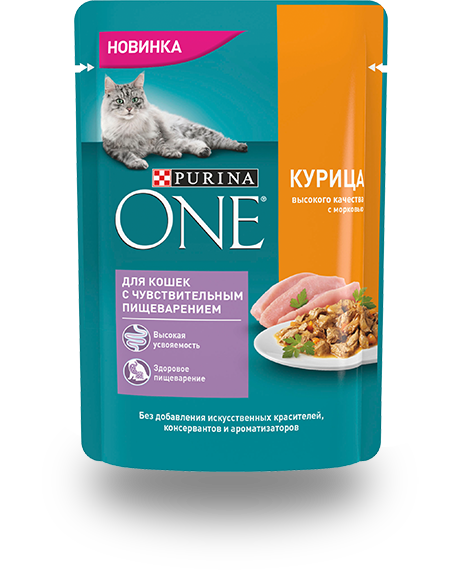 НОВИНКА
PURINA
ONE®
КУРИЦА
высокого качества
с морковью
ДЛЯ КОШЕК
С ЧУВСТВИТЕЛЬНЫМ
ПИЩЕВАРЕНИЕМ
Высокая
усвояемость
Здоровое
пищеварение
Без добавления искусственных красителей,
консервантов и ароматизаторов